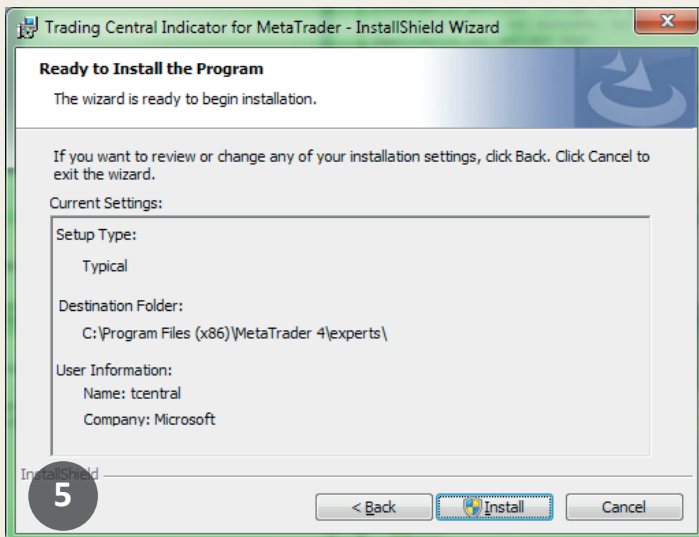 Trading Central Indicator for MetaTrader - InstallShield Wizard
Ready to Install the Program
The wizard is ready to begin installation.
If you want to review or change any of your installation settings, click Back. Click Cancel to
exit the wizard.
Current Settings:
Setup Type:
Typical
Destination Folder:
C:\Program Files (x86)\MetaTrader 4\experts\
User Information:
Name: tcentral
Company: Microsoft
InstallShield
5
< Back
Install
Cancel